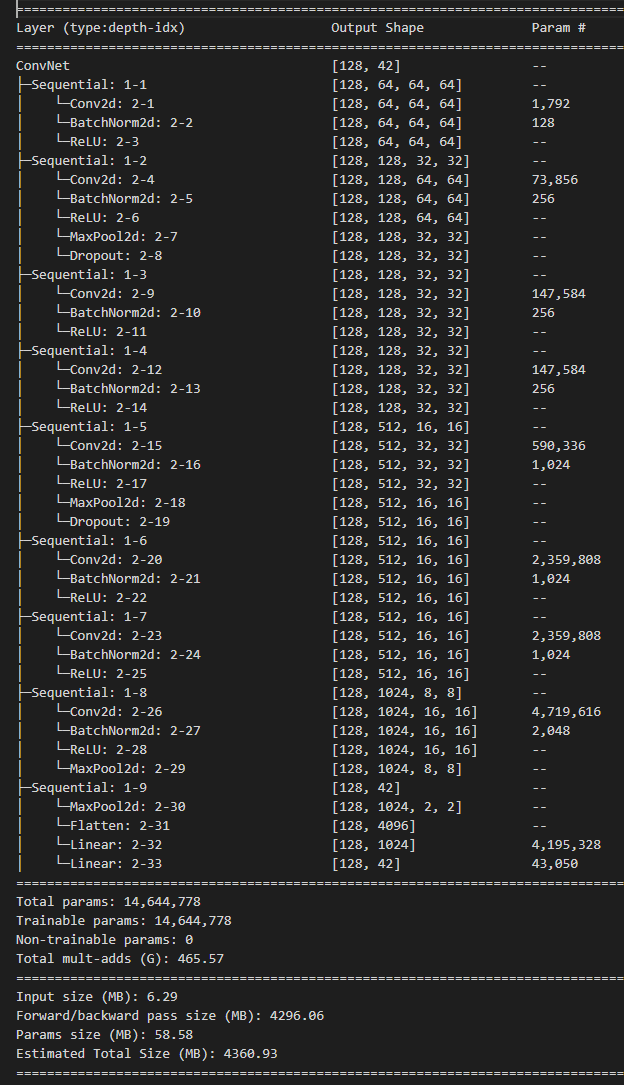 ==============================================================================
Layer (type:depth-idx)                   Output Shape              Param #
==============================================================================
ConvNet                                  [128, 42]                 --
├─Sequential: 1-1                        [128, 64, 64, 64]         --
│    └─Conv2d: 2-1                       [128, 64, 64, 64]         1,792
│    └─BatchNorm2d: 2-2                  [128, 64, 64, 64]         128
│    └─ReLU: 2-3                         [128, 64, 64, 64]         --
├─Sequential: 1-2                        [128, 128, 32, 32]        --
│    └─Conv2d: 2-4                       [128, 128, 64, 64]        73,856
│    └─BatchNorm2d: 2-5                  [128, 128, 64, 64]        256
│    └─ReLU: 2-6                         [128, 128, 64, 64]        --
│    └─MaxPool2d: 2-7                    [128, 128, 32, 32]        --
│    └─Dropout: 2-8                      [128, 128, 32, 32]        --
├─Sequential: 1-3                        [128, 128, 32, 32]        --
│    └─Conv2d: 2-9                       [128, 128, 32, 32]        147,584
│    └─BatchNorm2d: 2-10                 [128, 128, 32, 32]        256
│    └─ReLU: 2-11                        [128, 128, 32, 32]        --
├─Sequential: 1-4                        [128, 128, 32, 32]        --
│    └─Conv2d: 2-12                      [128, 128, 32, 32]        147,584
│    └─BatchNorm2d: 2-13                 [128, 128, 32, 32]        256
│    └─ReLU: 2-14                        [128, 128, 32, 32]        --
├─Sequential: 1-5                        [128, 512, 16, 16]        --
│    └─Conv2d: 2-15                      [128, 512, 32, 32]        590,336
│    └─BatchNorm2d: 2-16                 [128, 512, 32, 32]        1,024
│    └─ReLU: 2-17                        [128, 512, 32, 32]        --
│    └─MaxPool2d: 2-18                   [128, 512, 16, 16]        --
│    └─Dropout: 2-19                     [128, 512, 16, 16]        --
├─Sequential: 1-6                        [128, 512, 16, 16]        --
│    └─Conv2d: 2-20                      [128, 512, 16, 16]        2,359,808
│    └─BatchNorm2d: 2-21                 [128, 512, 16, 16]        1,024
│    └─ReLU: 2-22                        [128, 512, 16, 16]        --
├─Sequential: 1-7                        [128, 512, 16, 16]        --
│    └─Conv2d: 2-23                      [128, 512, 16, 16]        2,359,808
│    └─BatchNorm2d: 2-24                 [128, 512, 16, 16]        1,024
│    └─ReLU: 2-25                        [128, 512, 16, 16]        --
├─Sequential: 1-8                        [128, 1024, 8, 8]         --
│    └─Conv2d: 2-26                      [128, 1024, 16, 16]       4,719,616
│    └─BatchNorm2d: 2-27                 [128, 1024, 16, 16]       2,048
│    └─ReLU: 2-28                        [128, 1024, 16, 16]       --
│    └─MaxPool2d: 2-29                   [128, 1024, 8, 8]         --
├─Sequential: 1-9                        [128, 42]                 --
│    └─MaxPool2d: 2-30                   [128, 1024, 2, 2]         --
│    └─Flatten: 2-31                     [128, 4096]               --
│    └─Linear: 2-32                      [128, 1024]               4,195,328
│    └─Linear: 2-33                      [128, 42]                 43,050
==============================================================================
Total params: 14,644,778
Trainable params: 14,644,778
Non-trainable params: 0
Total mult-adds (G): 465.57
==============================================================================
Input size (MB): 6.29
Forward/backward pass size (MB): 4296.06
Params size (MB): 58.58
Estimated Total Size (MB): 4360.93
==============================================================================